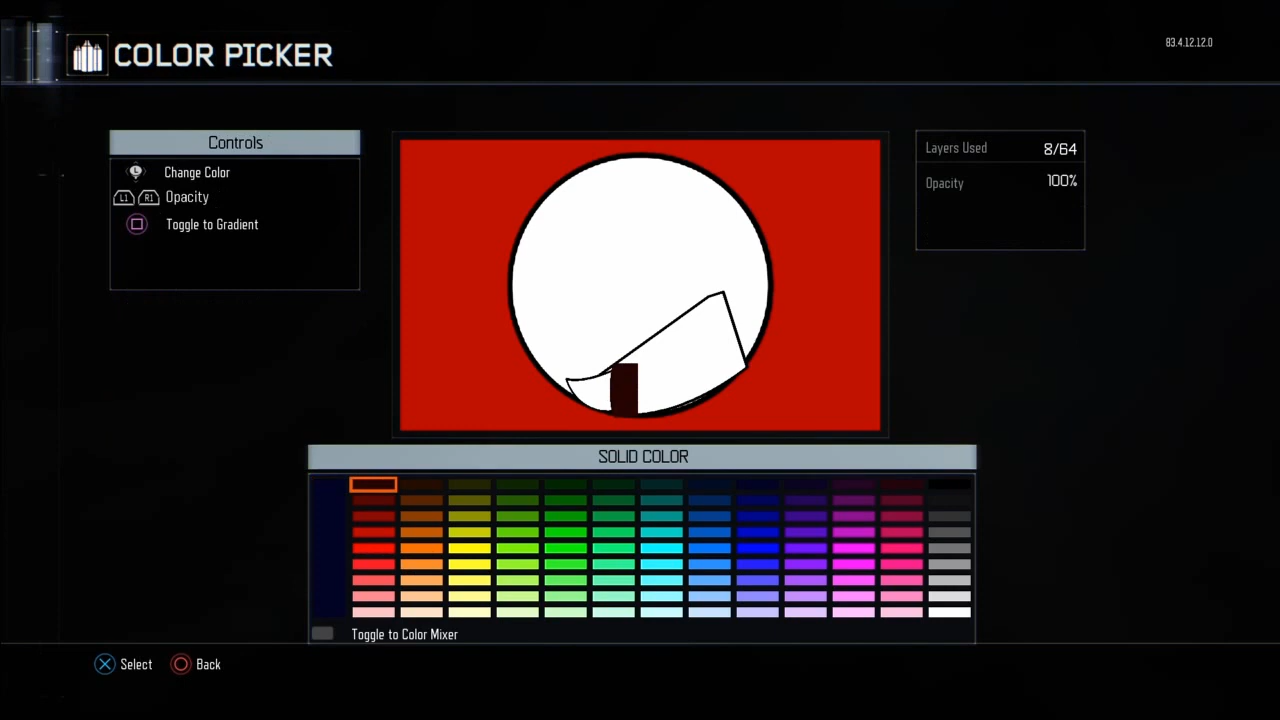 COLOR PICKER
83.4.12.12.0
Controls
L Change Color
L1 R1 Opacity
Toggle to Gradient
Layers Used 8/64
Opacity 100%
SOLID COLOR
Toggle to Color Mixer
Select Back